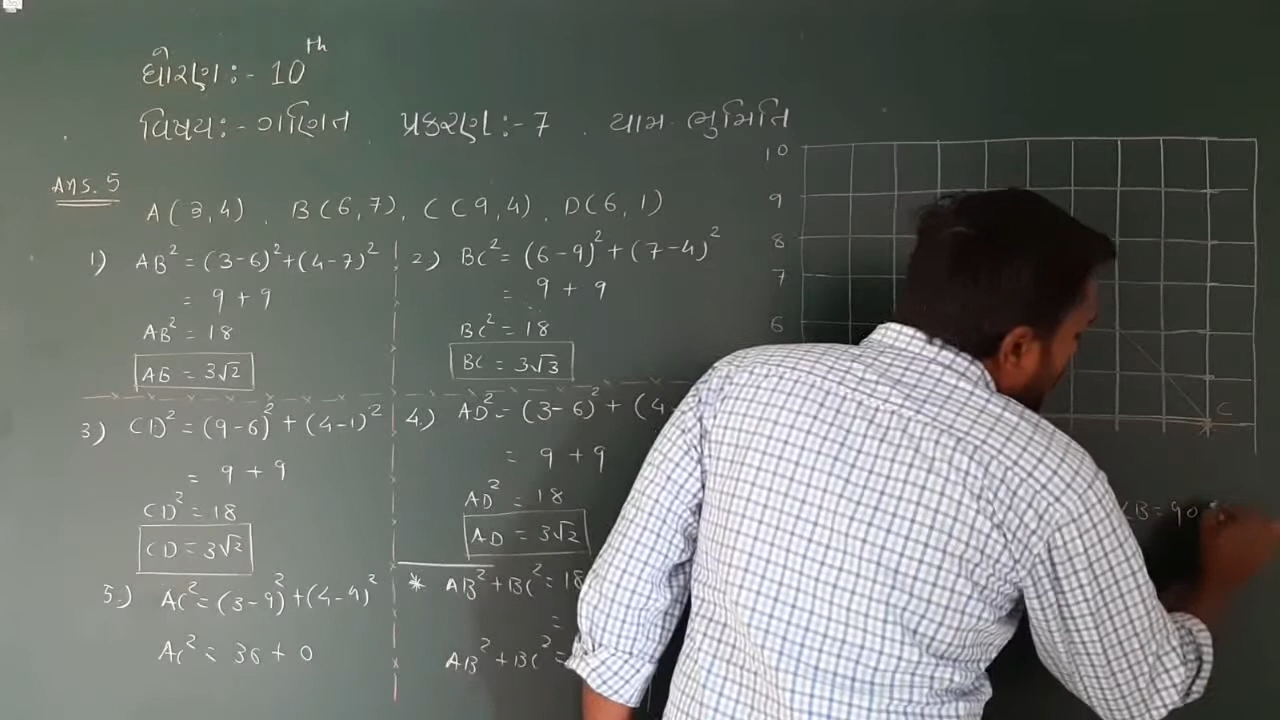 ધોરણ:- 10th
વિષય:- ગણિત પ્રકરણ:- 7 યામ ભુમિતિ
Ans. 5
A(3,4), B(6,7), C(9,4), D(6,1)
1) AB² = (3-6)² + (4-7)²
= 9 + 9
AB² = 18
AB = 3√2
2.) BC² = (6-9)² + (7-4)²
= 9 + 9
BC² = 18
BC = 3√3
3) CD² = (9-6)² + (4-1)²
= 9 + 9
CD² = 18
CD = 3√2
4.) AD² = (3-6)² + (4-
= 9 + 9
AD² = 18
AD = 3√2
5.) AC² = (3-9)² + (4-4)²
AC² = 36 + 0
* AB² + BC² = 18
=
AB² + BC² =
10
9
8
7
6
C
∠B = 90